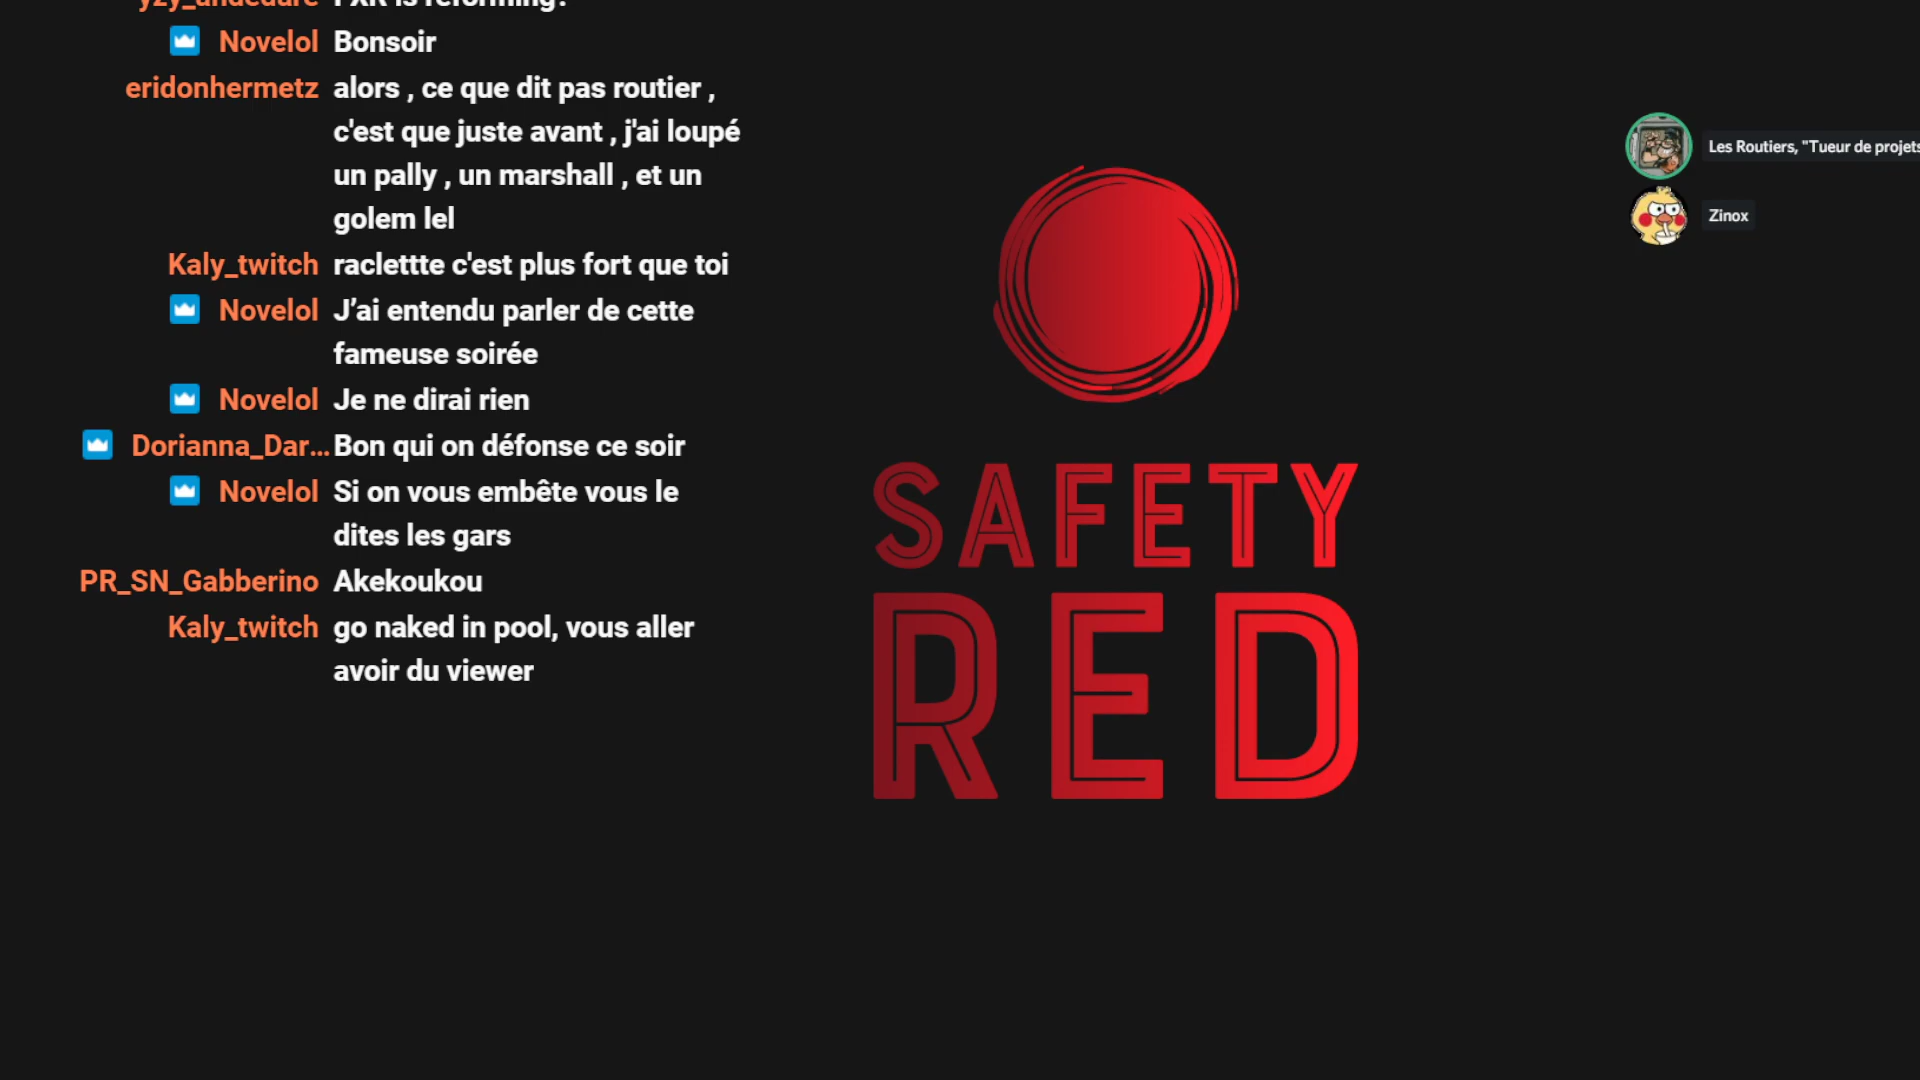 yzy_andedare FXR is reforming?
Novelol Bonsoir
eridonhermetz alors , ce que dit pas routier ,
c'est que juste avant , j'ai loupé
un pally , un marshall , et un
golem lel
Kaly_twitch raclettte c'est plus fort que toi
Novelol J’ai entendu parler de cette
fameuse soirée
Novelol Je ne dirai rien
Dorianna_Dar... Bon qui on défonse ce soir
Novelol Si on vous embête vous le
dites les gars
PR_SN_Gabberino Akekoukou
Kaly_twitch go naked in pool, vous aller
avoir du viewer
SAFETY
RED
Les Routiers, "Tueur de projets
Zinox